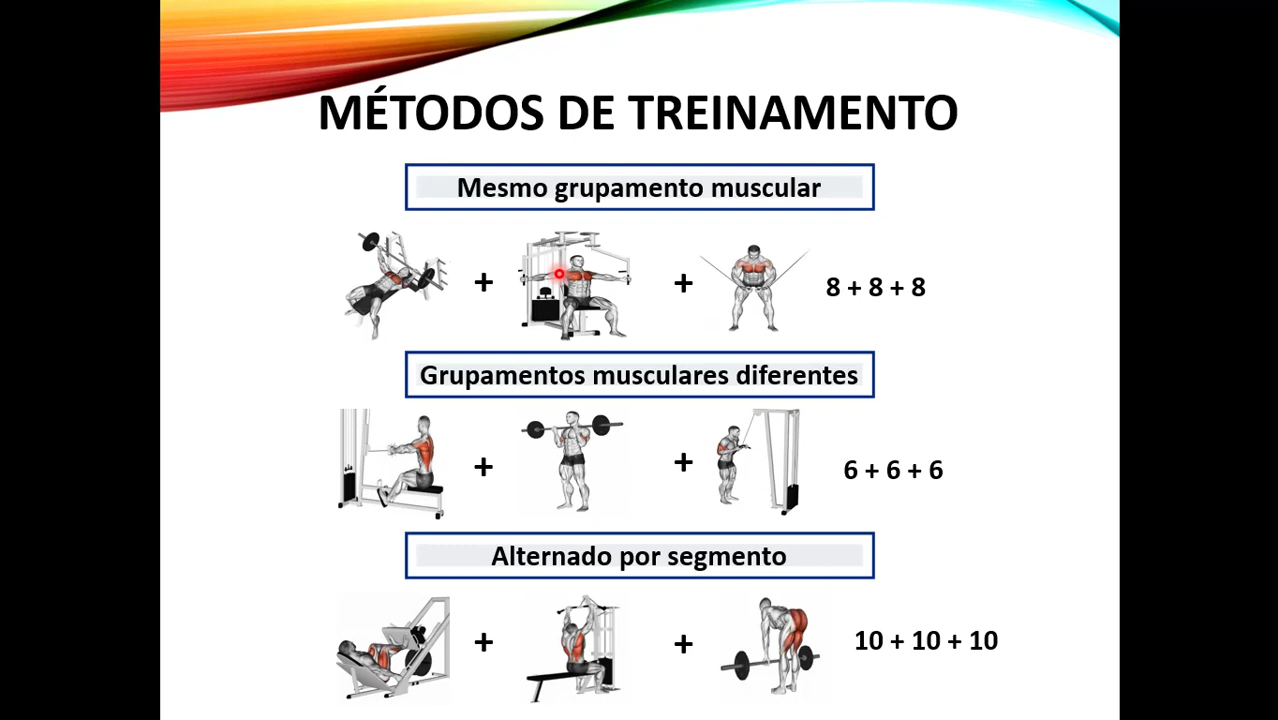 MÉTODOS DE TREINAMENTO
Mesmo grupamento muscular
+ + 8 + 8 + 8
Grupamentos musculares diferentes
+ + 6 + 6 + 6
Alternado por segmento
+ + 10 + 10 + 10